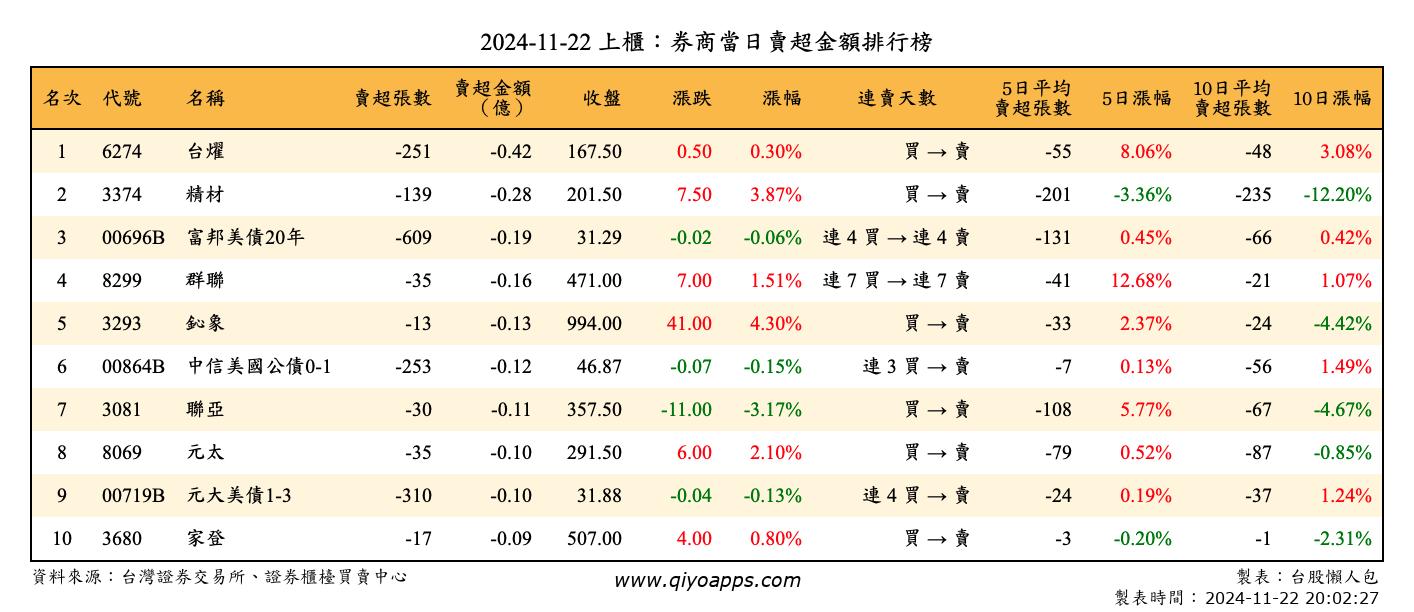 2024-11-22 上櫃：券商當日賣超金額排行榜
名次 代號 名稱 賣超張數 賣超金額（億） 收盤 漲跌 漲幅 連賣天數 5日平均賣超張數 5日漲幅 10日平均賣超張數 10日漲幅
1 6274 台燿 -251 -0.42 167.50 0.50 0.30% 買 → 賣 -55 8.06% -48 3.08%
2 3374 精材 -139 -0.28 201.50 7.50 3.87% 買 → 賣 -201 -3.36% -235 -12.20%
3 00696B 富邦美債20年 -609 -0.19 31.29 -0.02 -0.06% 連 4 買 → 連 4 賣 -131 0.45% -66 0.42%
4 8299 群聯 -35 -0.16 471.00 7.00 1.51% 連 7 買 → 連 7 賣 -41 12.68% -21 1.07%
5 3293 鈊象 -13 -0.13 994.00 41.00 4.30% 買 → 賣 -33 2.37% -24 -4.42%
6 00864B 中信美國公債0-1 -253 -0.12 46.87 -0.07 -0.15% 連 3 買 → 賣 -7 0.13% -56 1.49%
7 3081 聯亞 -30 -0.11 357.50 -11.00 -3.17% 買 → 賣 -108 5.77% -67 -4.67%
8 8069 元太 -35 -0.10 291.50 6.00 2.10% 買 → 賣 -79 0.52% -87 -0.85%
9 00719B 元大美債1-3 -310 -0.10 31.88 -0.04 -0.13% 連 4 買 → 賣 -24 0.19% -37 1.24%
10 3680 家登 -17 -0.09 507.00 4.00 0.80% 買 → 賣 -3 -0.20% -1 -2.31%
資料來源：台灣證券交易所、證券櫃檯買賣中心 www.qiyoapps.com 製表：台股懶人包
製表時間：2024-11-22 20:02:27